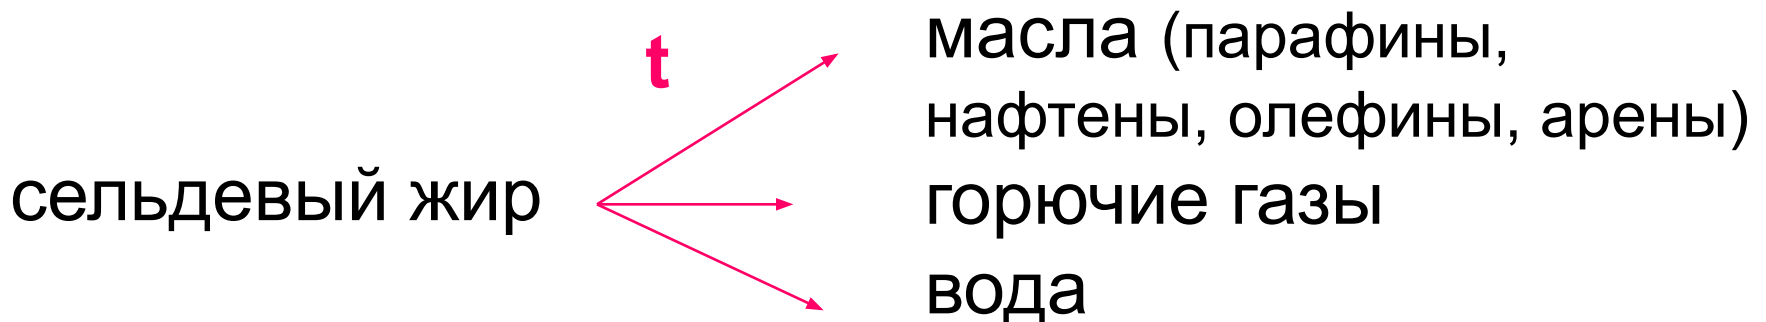 t
масла (парафины,
нафтены, олефины, арены)
сельдевый жир
горючие газы
вода